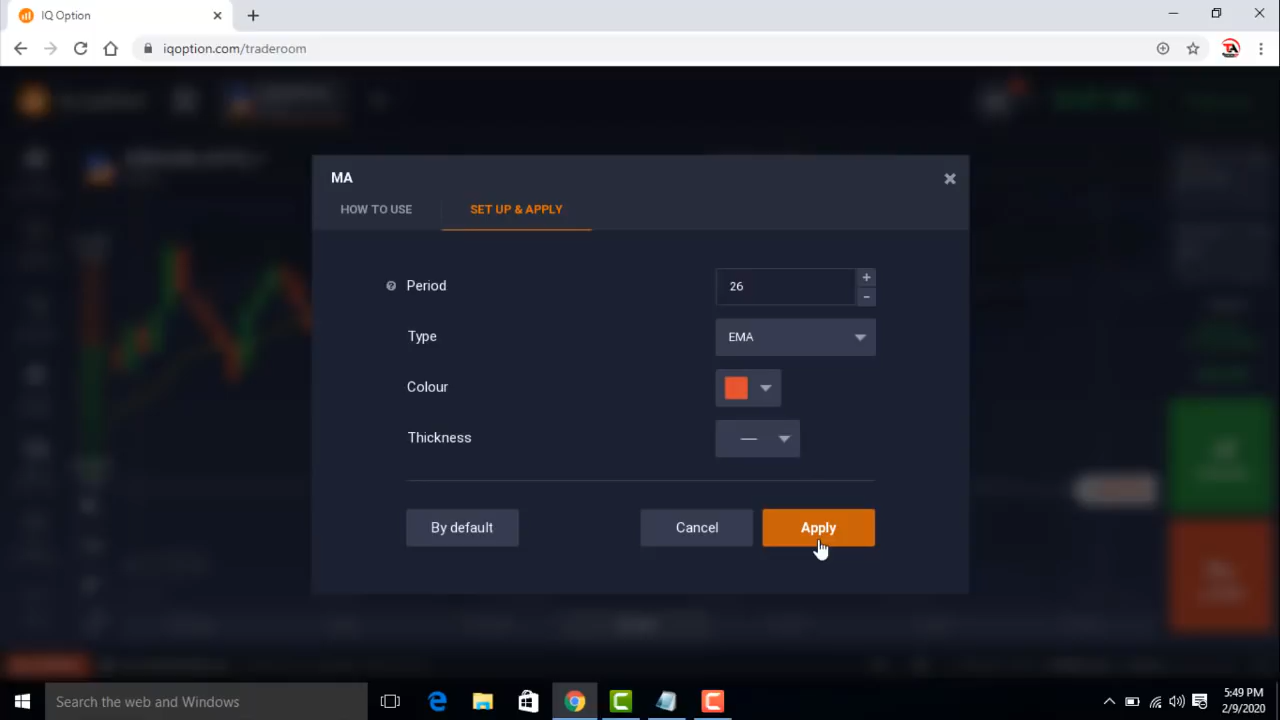 IQ Option
iqoption.com/traderoom
MA
HOW TO USE
SET UP & APPLY
Period
26
Type
EMA
Colour
Thickness
By default
Cancel
Apply
Search the web and Windows
5:49 PM
2/9/2020